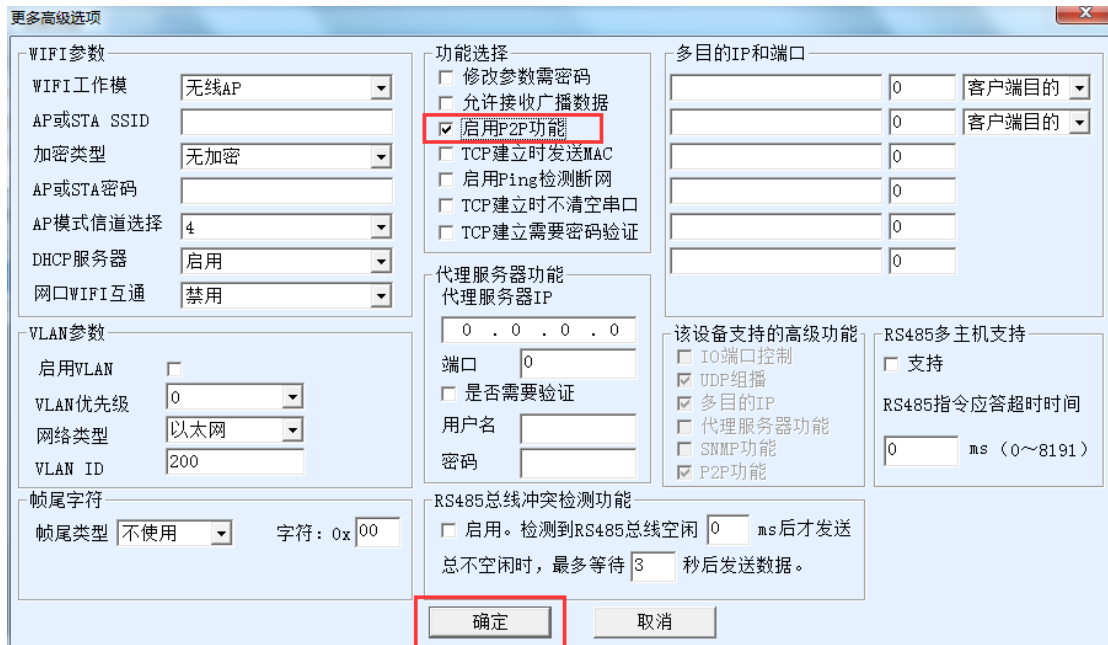 更多高级选项
WIFI参数
WIFI工作模 无线AP
AP或STA SSID
加密类型 无加密
AP或STA密码
AP模式信道选择 4
DHCP服务器 启用
网口WIFI互通 禁用
功能选择
修改参数需密码
允许接收广播数据
启用P2P功能
TCP建立时发送MAC
启用Ping检测断网
TCP建立时不清空串口
TCP建立需要密码验证
多目的IP和端口
0 客户端目的
0 客户端目的
0
0
0
0
VLAN参数
启用VLAN
VLAN优先级 0
网络类型 以太网
VLAN ID 200
代理服务器功能
代理服务器IP
0 . 0 . 0 . 0
端口 0
是否需要验证
用户名
密码
该设备支持的高级功能
IO端口控制
UDP组播
多目的IP
代理服务器功能
SNMP功能
P2P功能
RS485多主机支持
支持
RS485指令应答超时时间
0 ms (0～8191)
帧尾字符
帧尾类型 不使用 字符: 0x 00
RS485总线冲突检测功能
启用。检测到RS485总线空闲 0 ms后才发送
总不空闲时，最多等待 3 秒后发送数据。
确定 取消